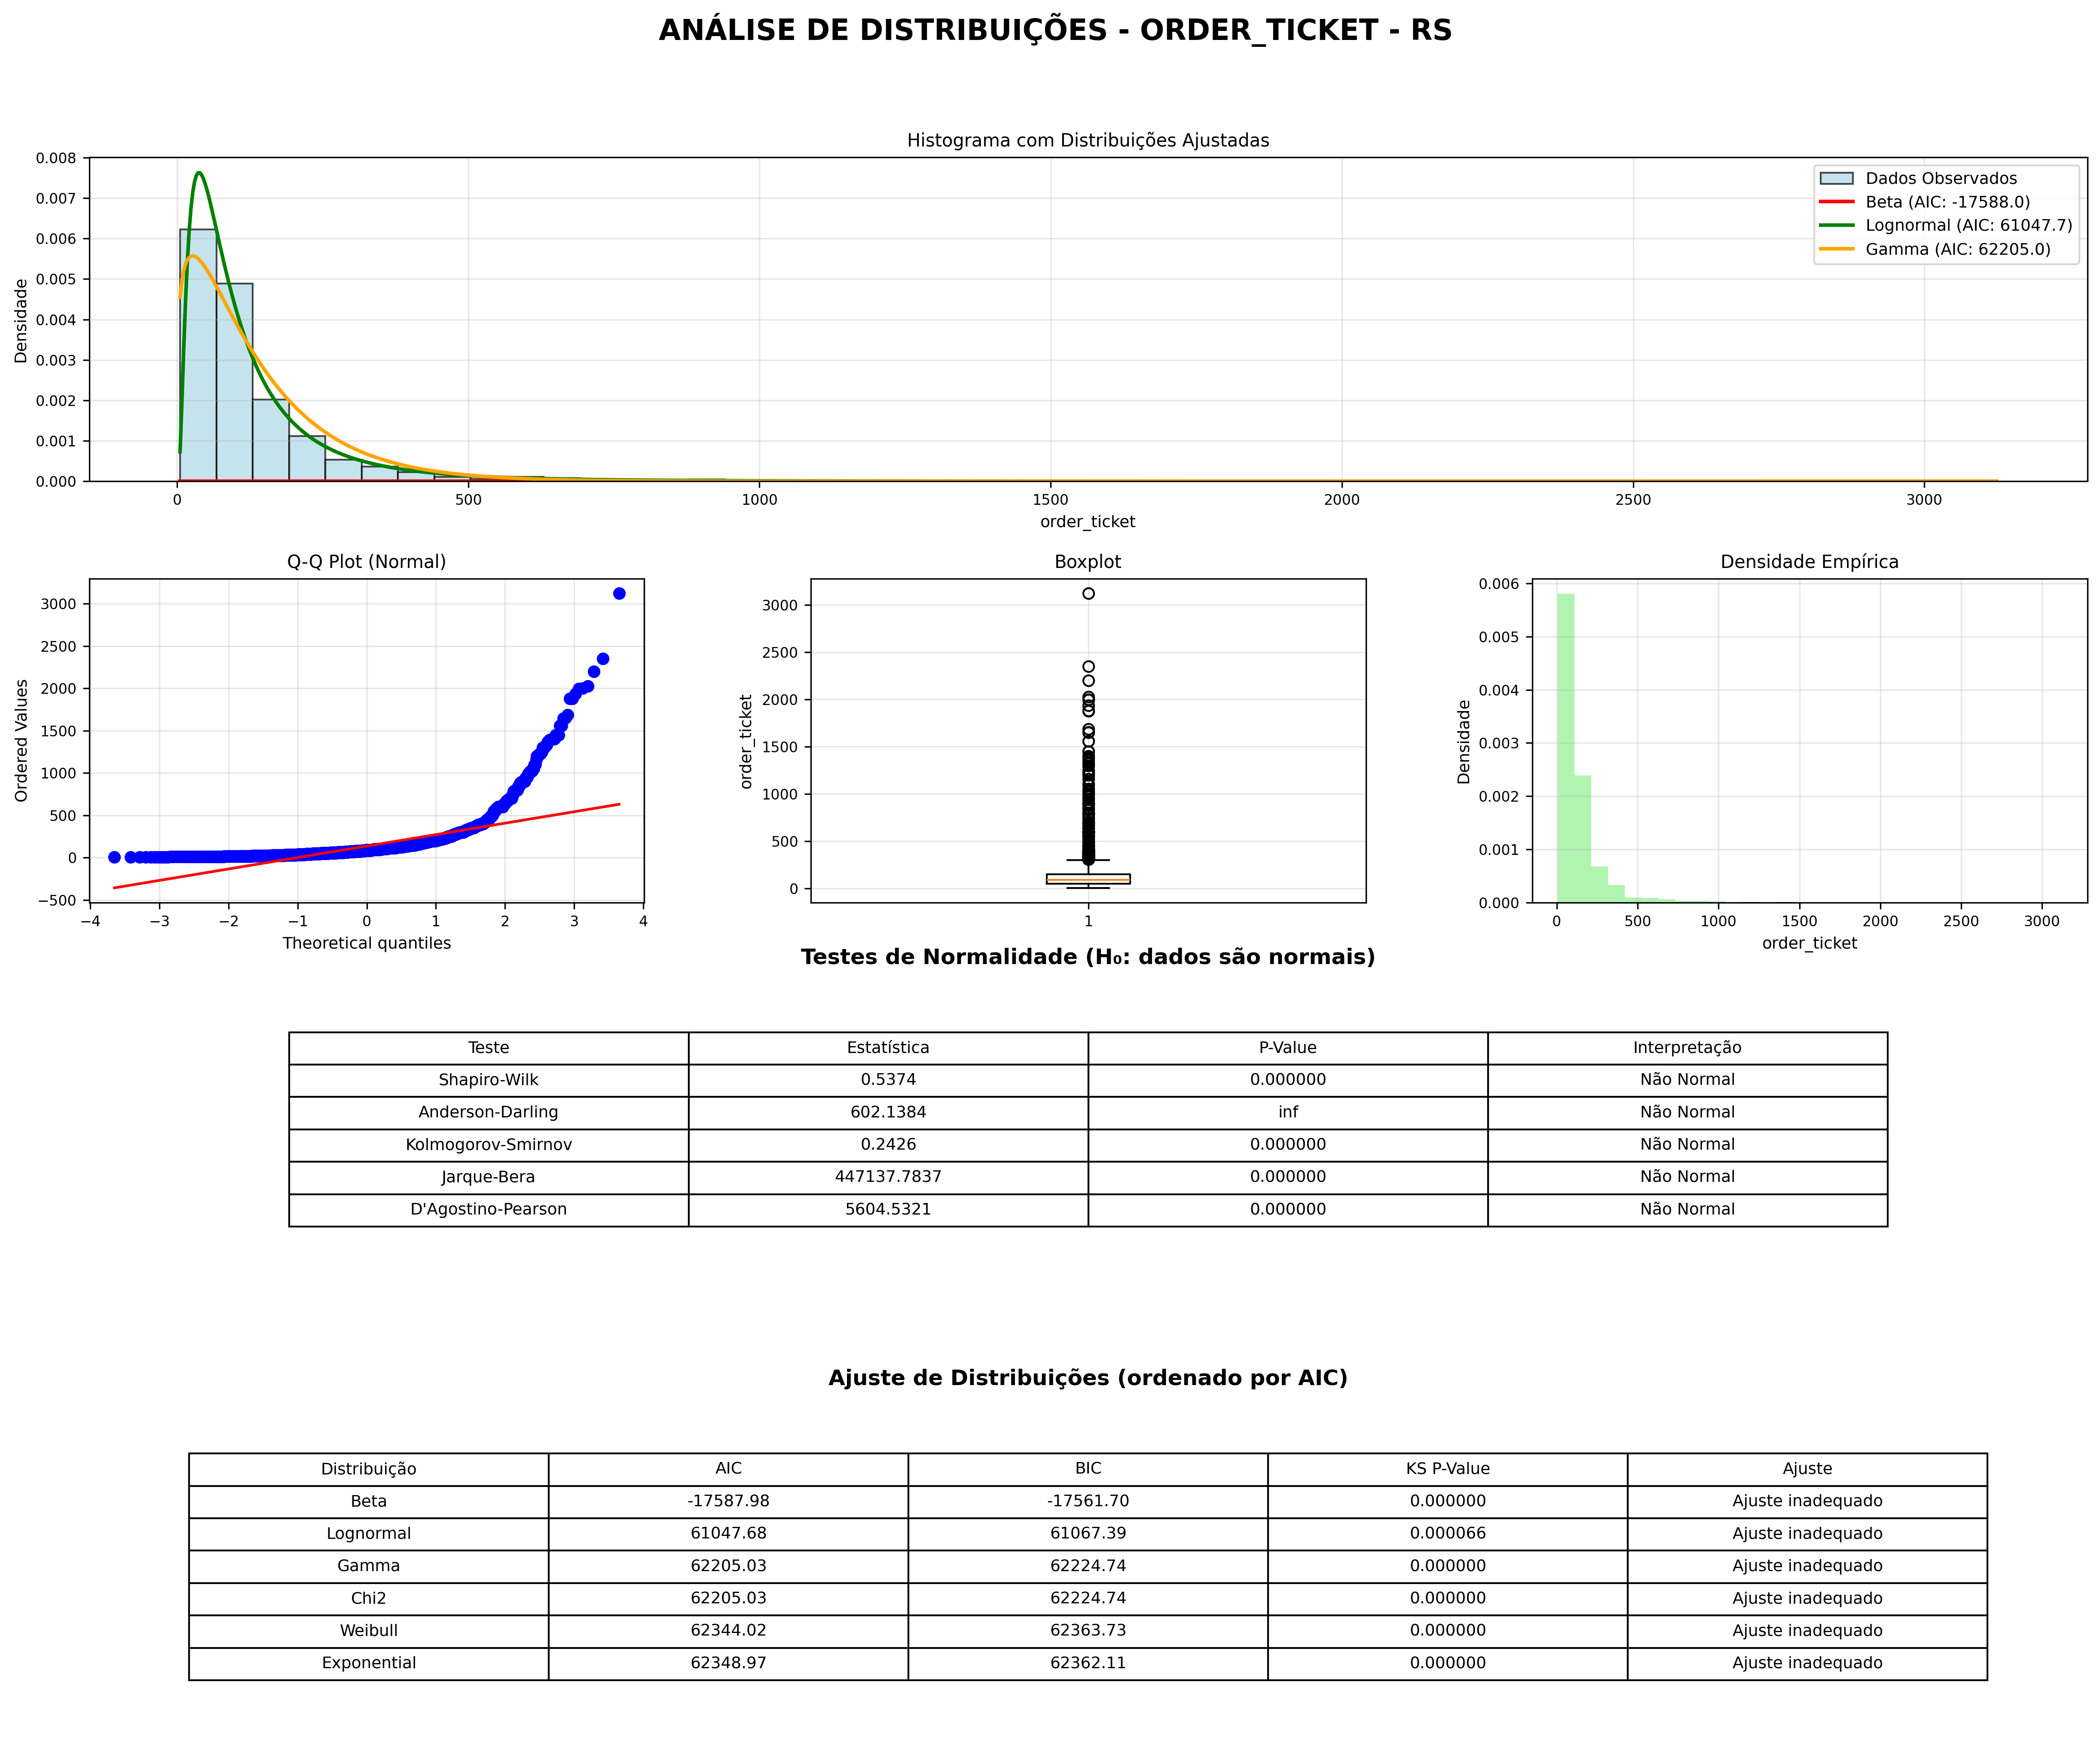 ANÁLISE DE DISTRIBUIÇÕES - ORDER_TICKET - RS
Histograma com Distribuições Ajustadas
Densidade
0.008
0.007
0.006
0.005
0.004
0.003
0.002
0.001
0.000
0 500 1000 1500 2000 2500 3000
order_ticket
Dados Observados
Beta (AIC: -17588.0)
Lognormal (AIC: 61047.7)
Gamma (AIC: 62205.0)
Q-Q Plot (Normal)
Ordered Values
3000
2500
2000
1500
1000
500
0
−500
−4 −3 −2 −1 0 1 2 3 4
Theoretical quantiles
Boxplot
order_ticket
3000
2500
2000
1500
1000
500
0
1
Densidade Empírica
Densidade
0.006
0.005
0.004
0.003
0.002
0.001
0.000
0 500 1000 1500 2000 2500 3000
order_ticket
Testes de Normalidade (H₀: dados são normais)
Teste Estatística P-Value Interpretação
Shapiro-Wilk 0.5374 0.000000 Não Normal
Anderson-Darling 602.1384 inf Não Normal
Kolmogorov-Smirnov 0.2426 0.000000 Não Normal
Jarque-Bera 447137.7837 0.000000 Não Normal
D'Agostino-Pearson 5604.5321 0.000000 Não Normal
Ajuste de Distribuições (ordenado por AIC)
Distribuição AIC BIC KS P-Value Ajuste
Beta -17587.98 -17561.70 0.000000 Ajuste inadequado
Lognormal 61047.68 61067.39 0.000066 Ajuste inadequado
Gamma 62205.03 62224.74 0.000000 Ajuste inadequado
Chi2 62205.03 62224.74 0.000000 Ajuste inadequado
Weibull 62344.02 62363.73 0.000000 Ajuste inadequado
Exponential 62348.97 62362.11 0.000000 Ajuste inadequado